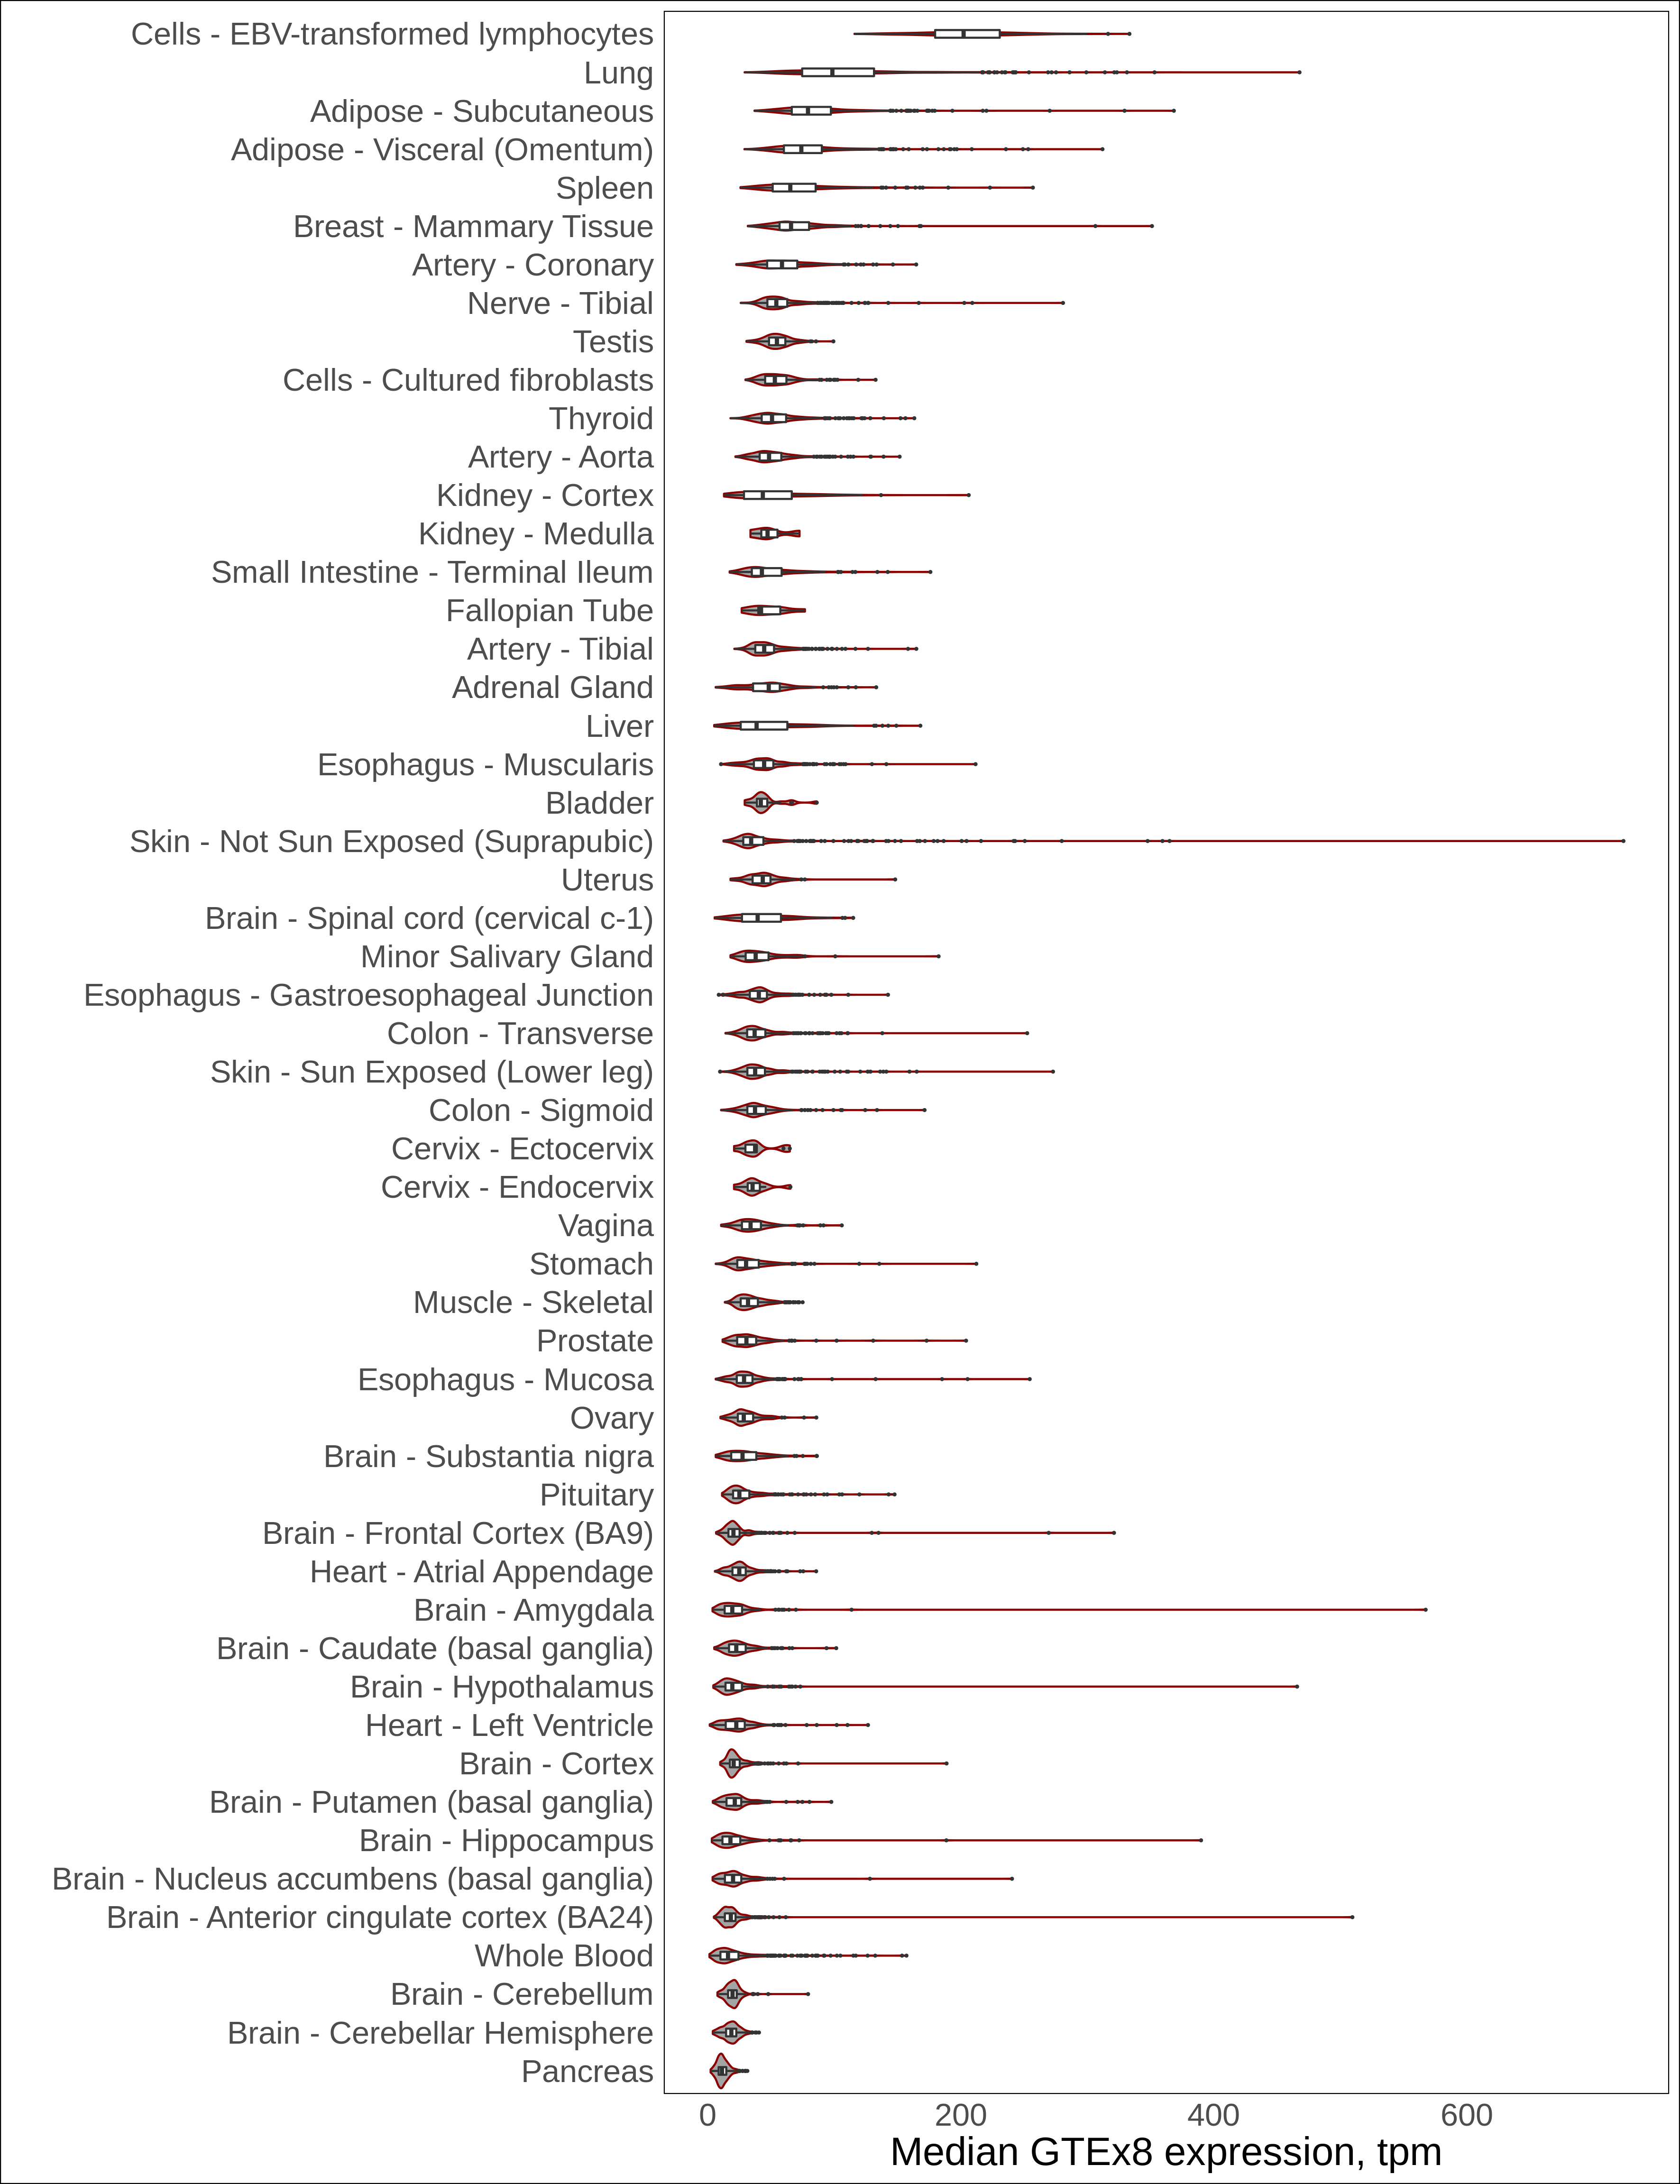 Cells - EBV-transformed lymphocytes
Lung
Adipose - Subcutaneous
Adipose - Visceral (Omentum)
Spleen
Breast - Mammary Tissue
Artery - Coronary
Nerve - Tibial
Testis
Cells - Cultured fibroblasts
Thyroid
Artery - Aorta
Kidney - Cortex
Kidney - Medulla
Small Intestine - Terminal Ileum
Fallopian Tube
Artery - Tibial
Adrenal Gland
Liver
Esophagus - Muscularis
Bladder
Skin - Not Sun Exposed (Suprapubic)
Uterus
Brain - Spinal cord (cervical c-1)
Minor Salivary Gland
Esophagus - Gastroesophageal Junction
Colon - Transverse
Skin - Sun Exposed (Lower leg)
Colon - Sigmoid
Cervix - Ectocervix
Cervix - Endocervix
Vagina
Stomach
Muscle - Skeletal
Prostate
Esophagus - Mucosa
Ovary
Brain - Substantia nigra
Pituitary
Brain - Frontal Cortex (BA9)
Heart - Atrial Appendage
Brain - Amygdala
Brain - Caudate (basal ganglia)
Brain - Hypothalamus
Heart - Left Ventricle
Brain - Cortex
Brain - Putamen (basal ganglia)
Brain - Hippocampus
Brain - Nucleus accumbens (basal ganglia)
Brain - Anterior cingulate cortex (BA24)
Whole Blood
Brain - Cerebellum
Brain - Cerebellar Hemisphere
Pancreas
0 200 400 600
Median GTEx8 expression, tpm